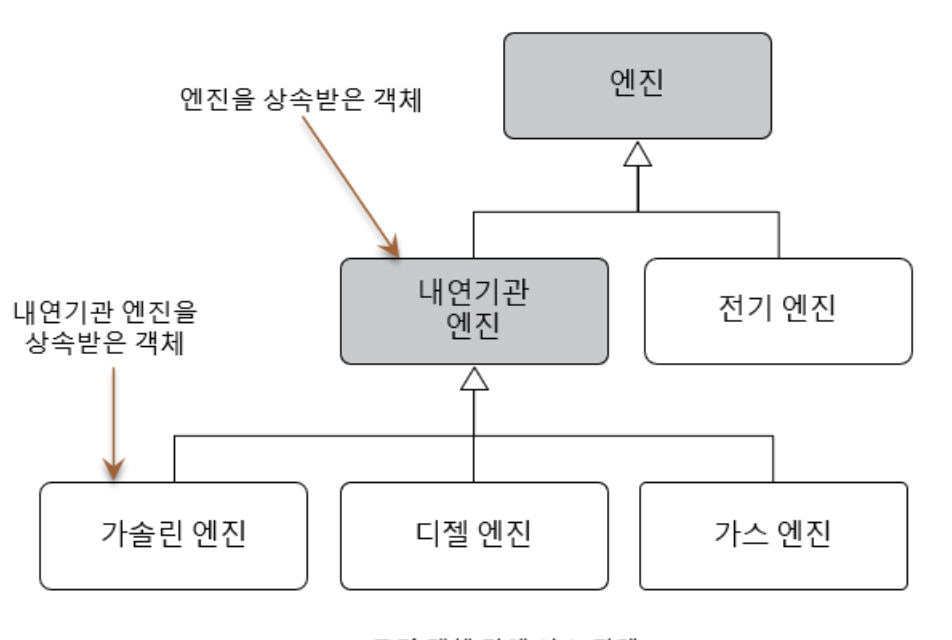 엔진
엔진을 상속받은 객체
내연기관
엔진
전기 엔진
내연기관 엔진을
상속받은 객체
가솔린 엔진
디젤 엔진
가스 엔진